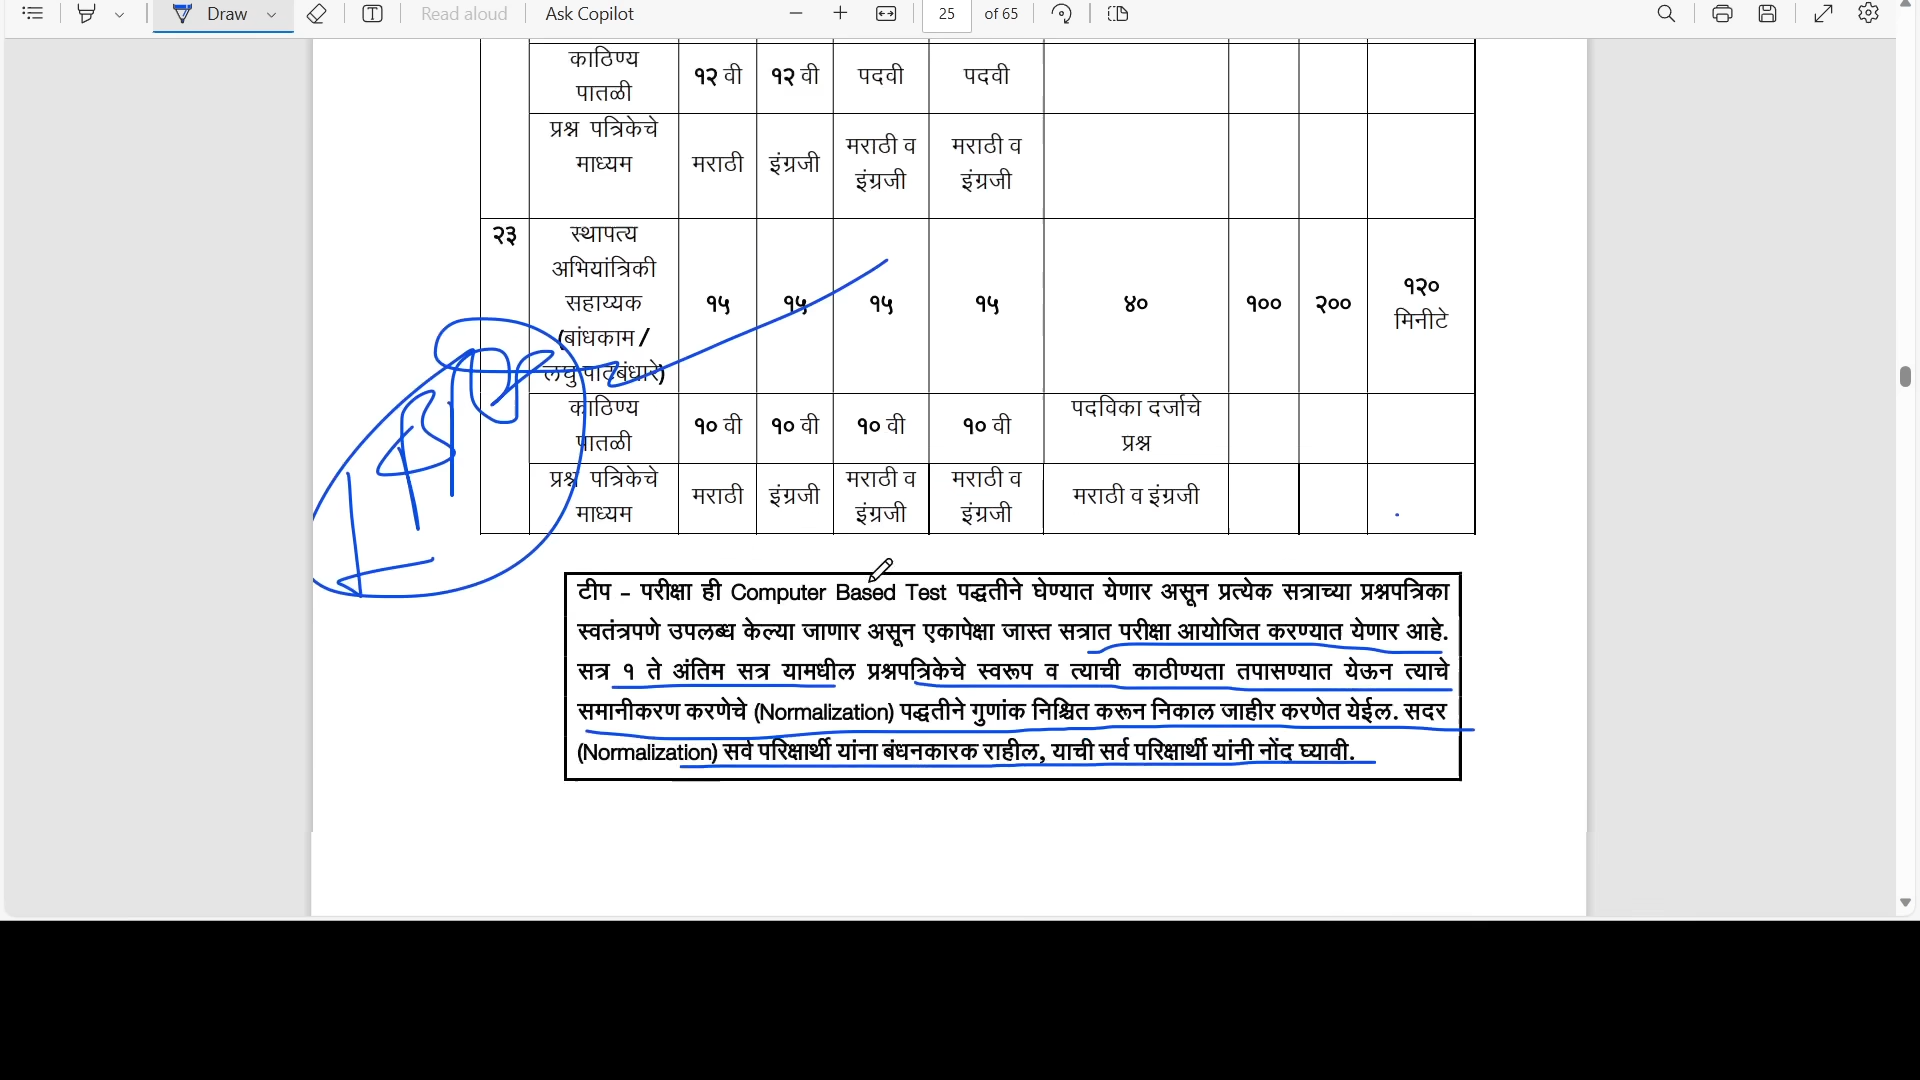 Draw
Read aloud
Ask Copilot
25
of 65
काठिण्य
पातळी
१२ वी
१२ वी
पदवी
पदवी
प्रश्न पत्रिकेचे
माध्यम
मराठी
इंग्रजी
मराठी व
इंग्रजी
मराठी व
इंग्रजी
२३
स्थापत्य
अभियांत्रिकी
सहाय्यक
(बांधकाम /
लघु पाटबंधारे)
१५
१५
१५
१५
४०
१००
२००
१२०
मिनीटे
काठिण्य
पातळी
१० वी
१० वी
१० वी
१० वी
पदविका दर्जाचे
प्रश्न
प्रश्न पत्रिकेचे
माध्यम
मराठी
इंग्रजी
मराठी व
इंग्रजी
मराठी व
इंग्रजी
मराठी व इंग्रजी
टीप – परीक्षा ही Computer Based Test पद्धतीने घेण्यात येणार असून प्रत्येक सत्राच्या प्रश्नपत्रिका
स्वतंत्रपणे उपलब्ध केल्या जाणार असून एकापेक्षा जास्त सत्रात परीक्षा आयोजित करण्यात येणार आहे.
सत्र १ ते अंतिम सत्र यामधील प्रश्नपत्रिकेचे स्वरूप व त्याची काठीण्यता तपासण्यात येऊन त्याचे
समानीकरण करणेचे (Normalization) पद्धतीने गुणांक निश्चित करून निकाल जाहीर करणेत येईल. सदर
(Normalization) सर्व परिक्षार्थी यांना बंधनकारक राहील, याची सर्व परिक्षार्थी यांनी नोंद घ्यावी.